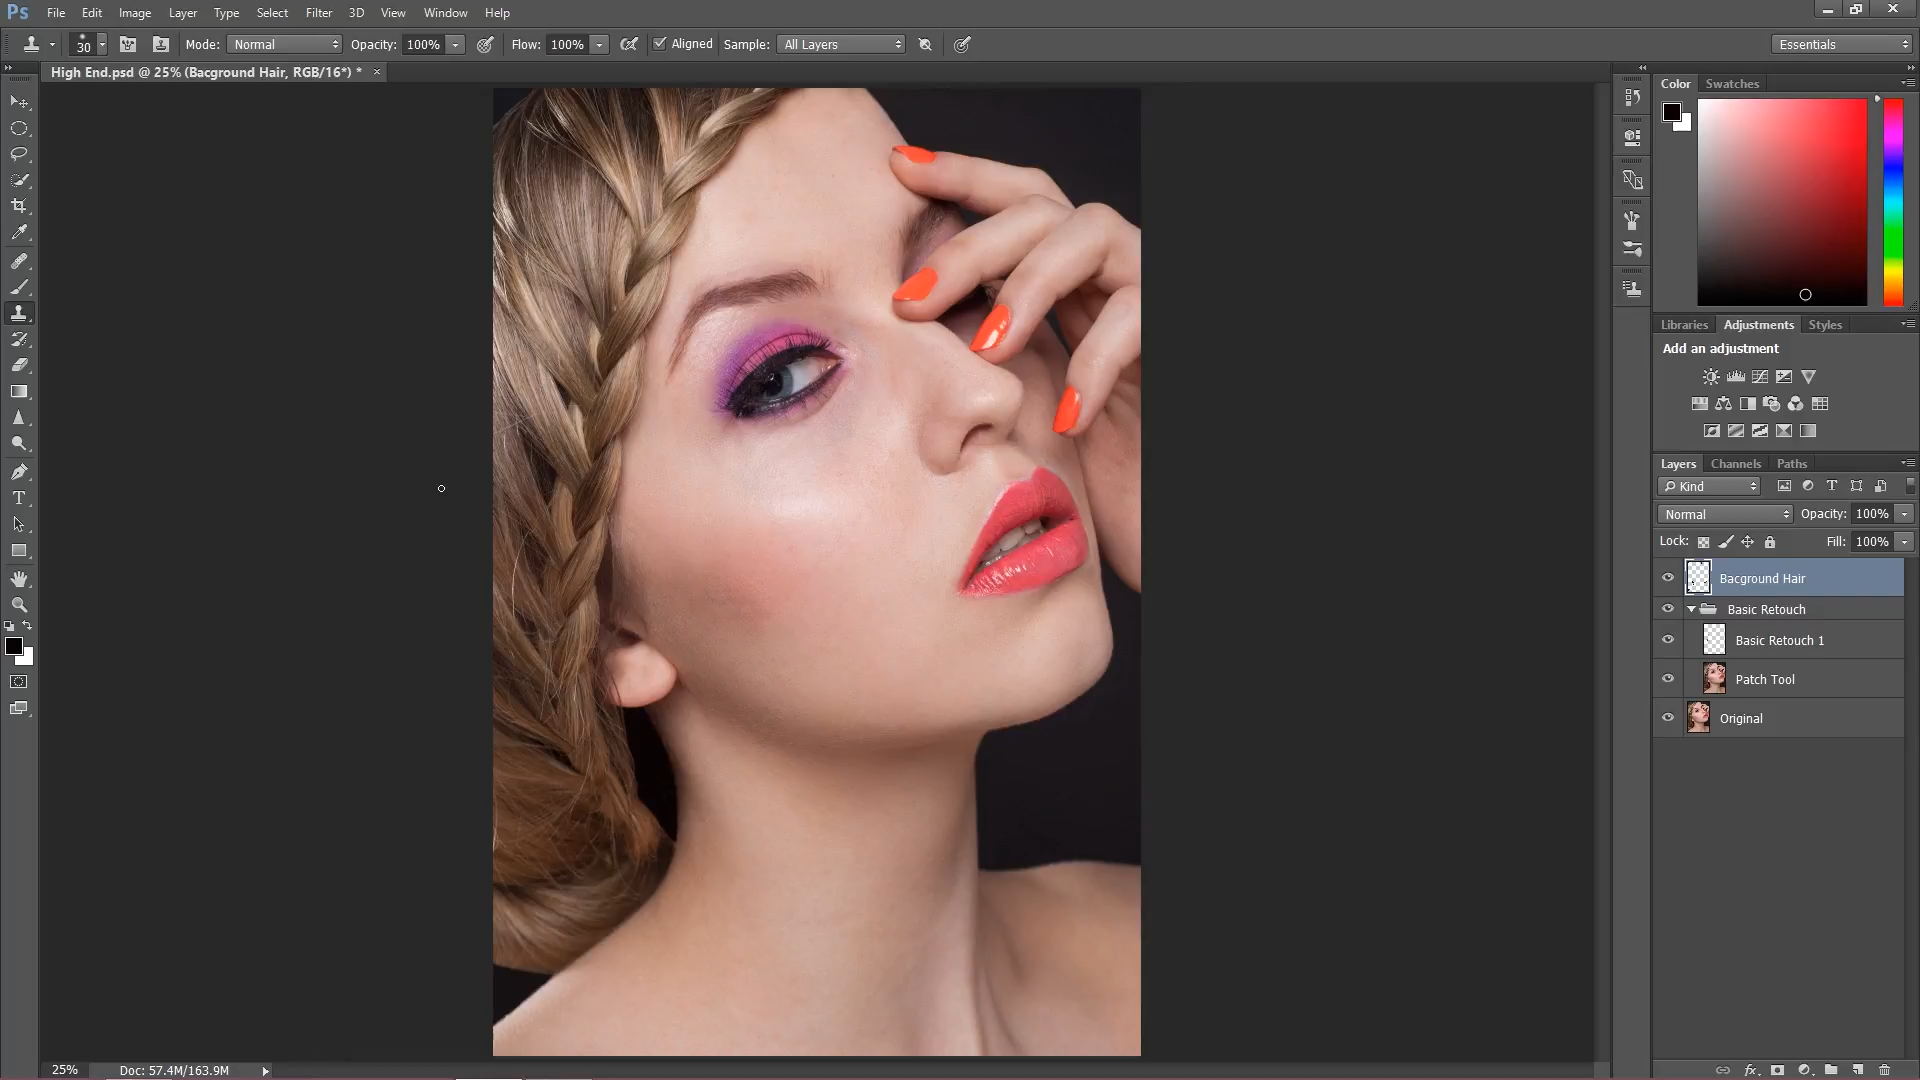 Ps File Edit Image Layer Type Select Filter 3D View Window Help
30 Mode: Normal Opacity: 100% Flow: 100% Aligned Sample: All Layers Essentials
High End.psd @ 25% (Bacground Hair, RGB/16*) * ×
Color Swatches
Libraries Adjustments Styles
Add an adjustment
Layers Channels Paths
Kind
Normal Opacity: 100%
Lock: Fill: 100%
Bacground Hair
Basic Retouch
Basic Retouch 1
Patch Tool
Original
25% Doc: 57.4M/163.9M